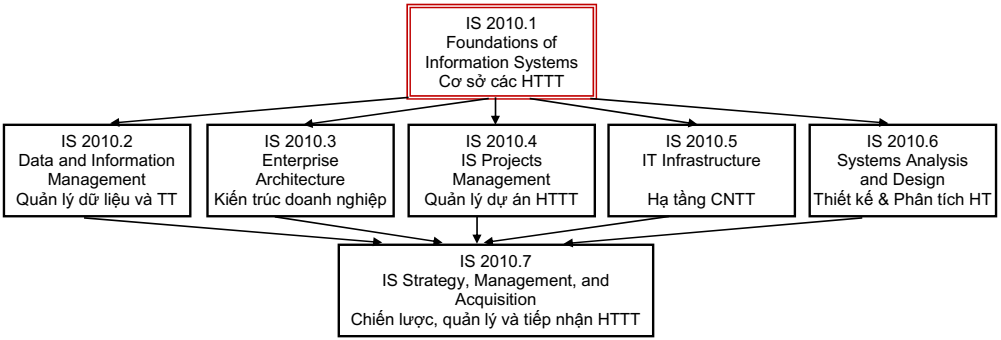 IS 2010.1
Foundations of
Information Systems
Cơ sở các HTTT
IS 2010.2
Data and Information
Management
Quản lý dữ liệu và TT
IS 2010.3
Enterprise
Architecture
Kiến trúc doanh nghiệp
IS 2010.4
IS Projects
Management
Quản lý dự án HTTT
IS 2010.5
IT Infrastructure
Hạ tầng CNTT
IS 2010.6
Systems Analysis
and Design
Thiết kế & Phân tích HT
IS 2010.7
IS Strategy, Management, and
Acquisition
Chiến lược, quản lý và tiếp nhận HTTT